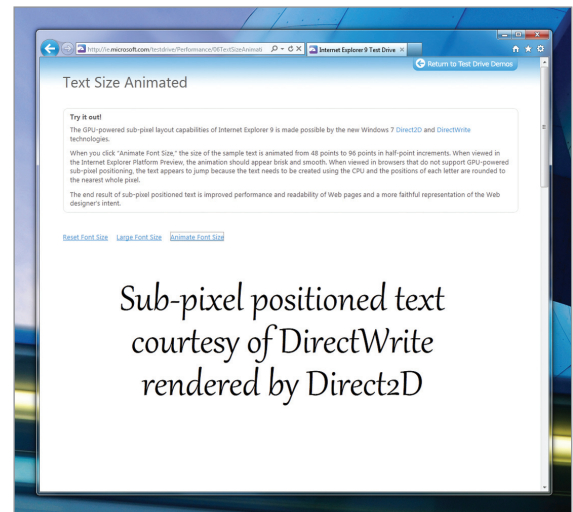 http://ie.microsoft.com/testdrive/Performance/06TextSizeAnimati
Internet Explorer 9 Test Drive
Return to Test Drive Demos
Text Size Animated
Try it out!
The GPU-powered sub-pixel layout capabilities of Internet Explorer 9 is made possible by the new Windows 7 Direct2D and DirectWrite
technologies.
When you click "Animate Font Size," the size of the sample text is animated from 48 points to 96 points in half-point increments. When viewed in
the Internet Explorer Platform Preview, the animation should appear brisk and smooth. When viewed in browsers that do not support GPU-powered
sub-pixel positioning, the text appears to jump because the text needs to be created using the CPU and the positions of each letter are rounded to
the nearest whole pixel.
The end result of sub-pixel positioned text is improved performance and readability of Web pages and a more faithful representation of the Web
designer's intent.
Reset Font Size Large Font Size Animate Font Size
Sub-pixel positioned text
courtesy of DirectWrite
rendered by Direct2D